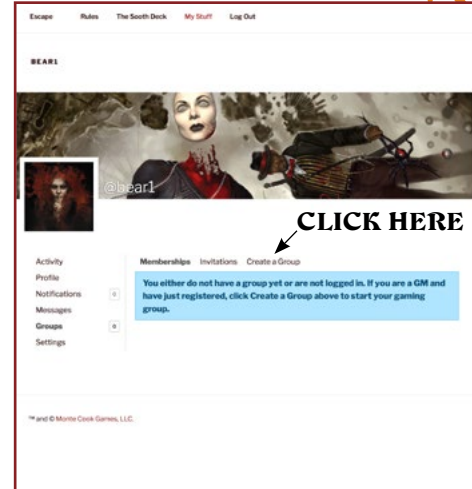 Escape Rules The Sooth Deck My Stuff Log Out
BEAR1
@bear1
CLICK HERE
Activity
Memberships Invitations Create a Group
Profile
You either do not have a group yet or are not logged in. If you are a GM and
Notifications 0
have just registered, click Create a Group above to start your gaming
Messages
group.
Groups 0
Settings
™ and © Monte Cook Games, LLC.